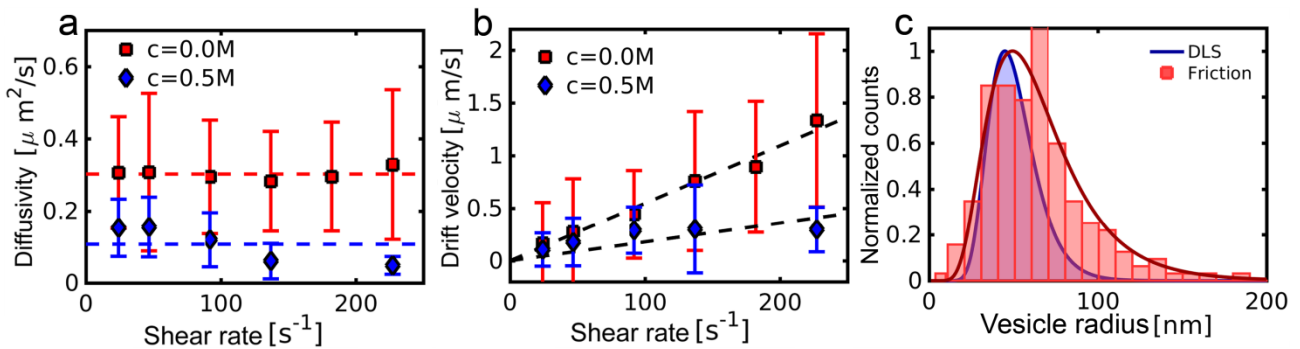 a
c=0.0M
c=0.5M
Diffusivity [μ m²/s]
0.6
0.4
0.2
0
0
100
200
Shear rate [s⁻¹]
b
c=0.0M
c=0.5M
Drift velocity [μ m/s]
2
1.5
1
0.5
0
0
100
200
Shear rate [s⁻¹]
c
DLS
Friction
Normalized counts
1
0.8
0.6
0.4
0.2
0
0
100
200
Vesicle radius [nm]